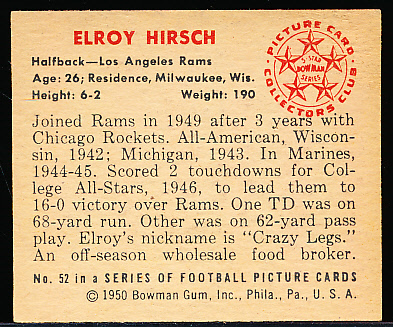 ELROY HIRSCH
Halfback—Los Angeles Rams
Age: 26; Residence, Milwaukee, Wis.
Height: 6-2 Weight: 190
PICTURE CARD
5-STAR
BOWMAN
SERIES
COLLECTORS CLUB
Joined Rams in 1949 after 3 years with
Chicago Rockets. All-American, Wiscon-
sin, 1942; Michigan, 1943. In Marines,
1944-45. Scored 2 touchdowns for Col-
lege All-Stars, 1946, to lead them to
16-0 victory over Rams. One TD was on
68-yard run. Other was on 62-yard pass
play. Elroy's nickname is "Crazy Legs."
An off-season wholesale food broker.
No. 52 in a SERIES OF FOOTBALL PICTURE CARDS
© 1950 Bowman Gum, Inc., Phila., Pa., U. S. A.